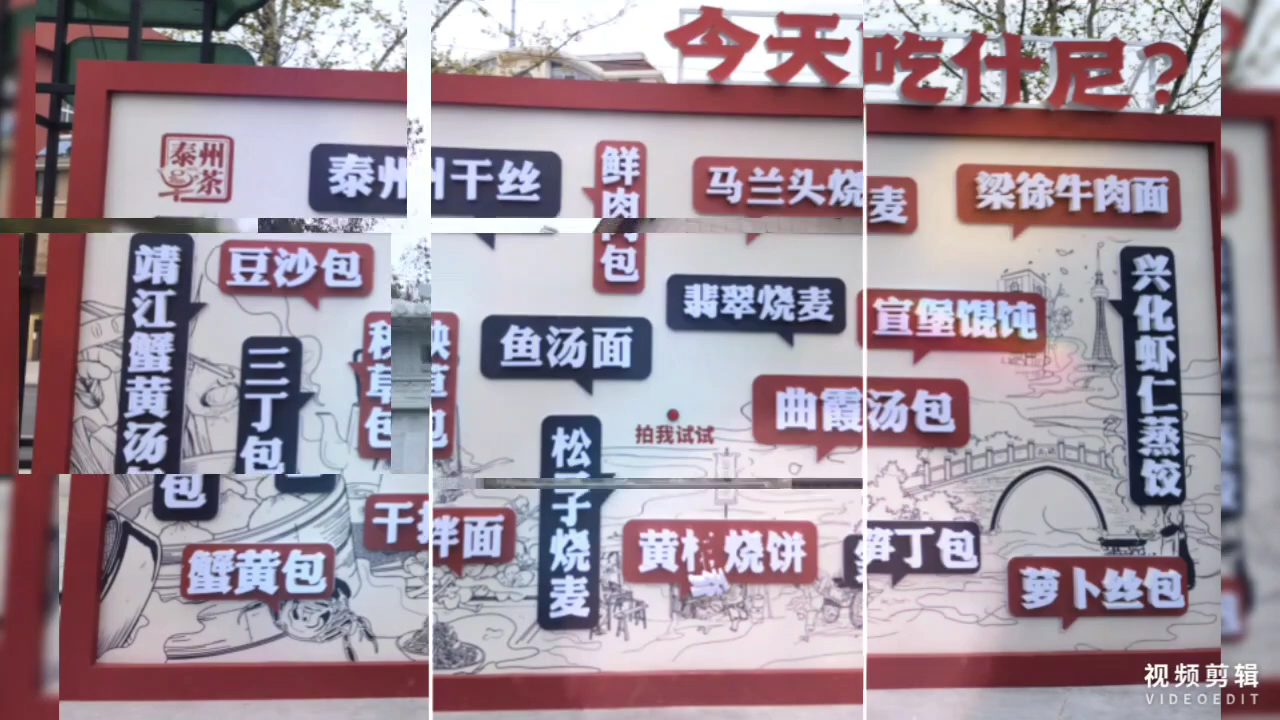 今天吃什尼?
泰州
早茶
泰州干丝
鲜肉包
马兰头烧麦
梁徐牛肉面
靖江蟹黄汤包
豆沙包
翡翠烧麦
兴化虾仁蒸饺
宣堡馄饨
鱼汤面
三丁包
秧草包
曲霞汤包
拍我试试
松子烧麦
干拌面
黄桥烧饼
笋丁包
蟹黄包
萝卜丝包
视频剪辑
VIDEOEDIT